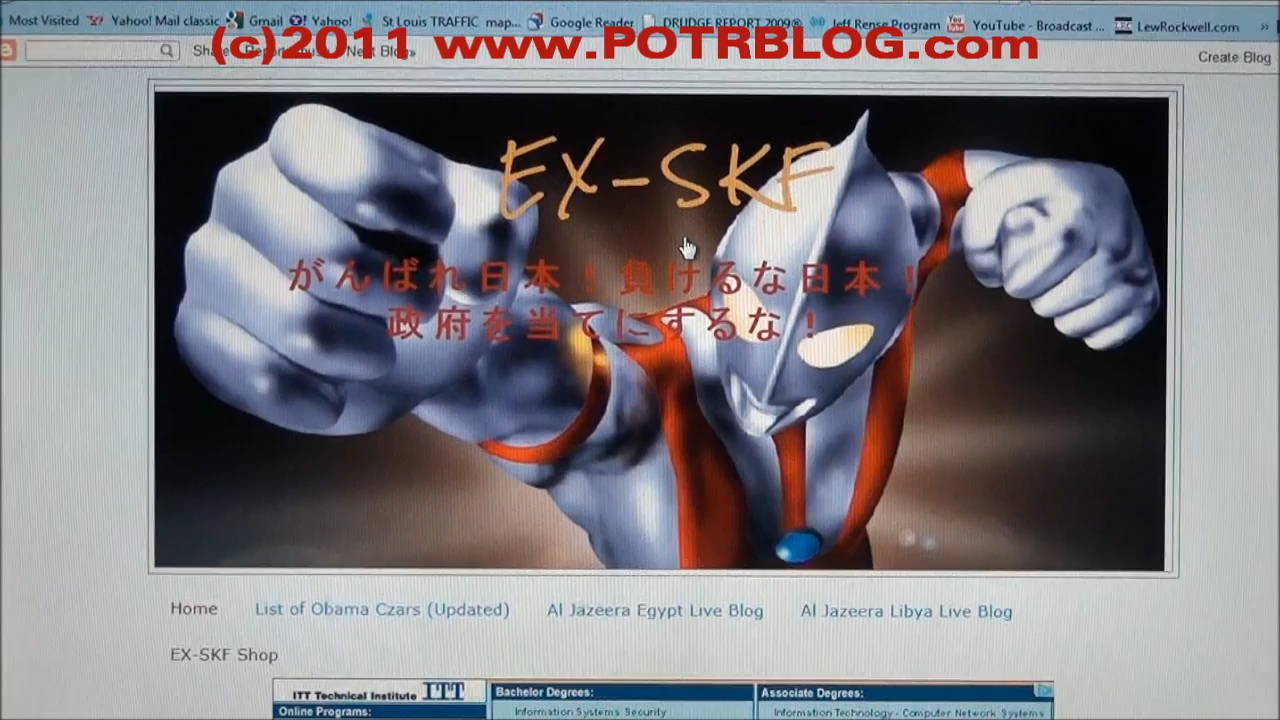 Most Visited Yahoo! Mail classic Gmail Yahoo! St Louis TRAFFIC map... Google Reader DRUDGE REPORT 2009® Jeff Rense Program YouTube - Broadcast ... LewRockwell.com »
Share Next Blog»
(c)2011 www.POTRBLOG.com
Create Blog
EX-SKF
がんばれ日本！負けるな日本！
政府を当てにするな！
Home List of Obama Czars (Updated) Al Jazeera Egypt Live Blog Al Jazeera Libya Live Blog
EX-SKF Shop
ITT Technical Institute ITT Bachelor Degrees: Associate Degrees:
Online Programs: Information Systems Security Information Technology - Computer Network Systems